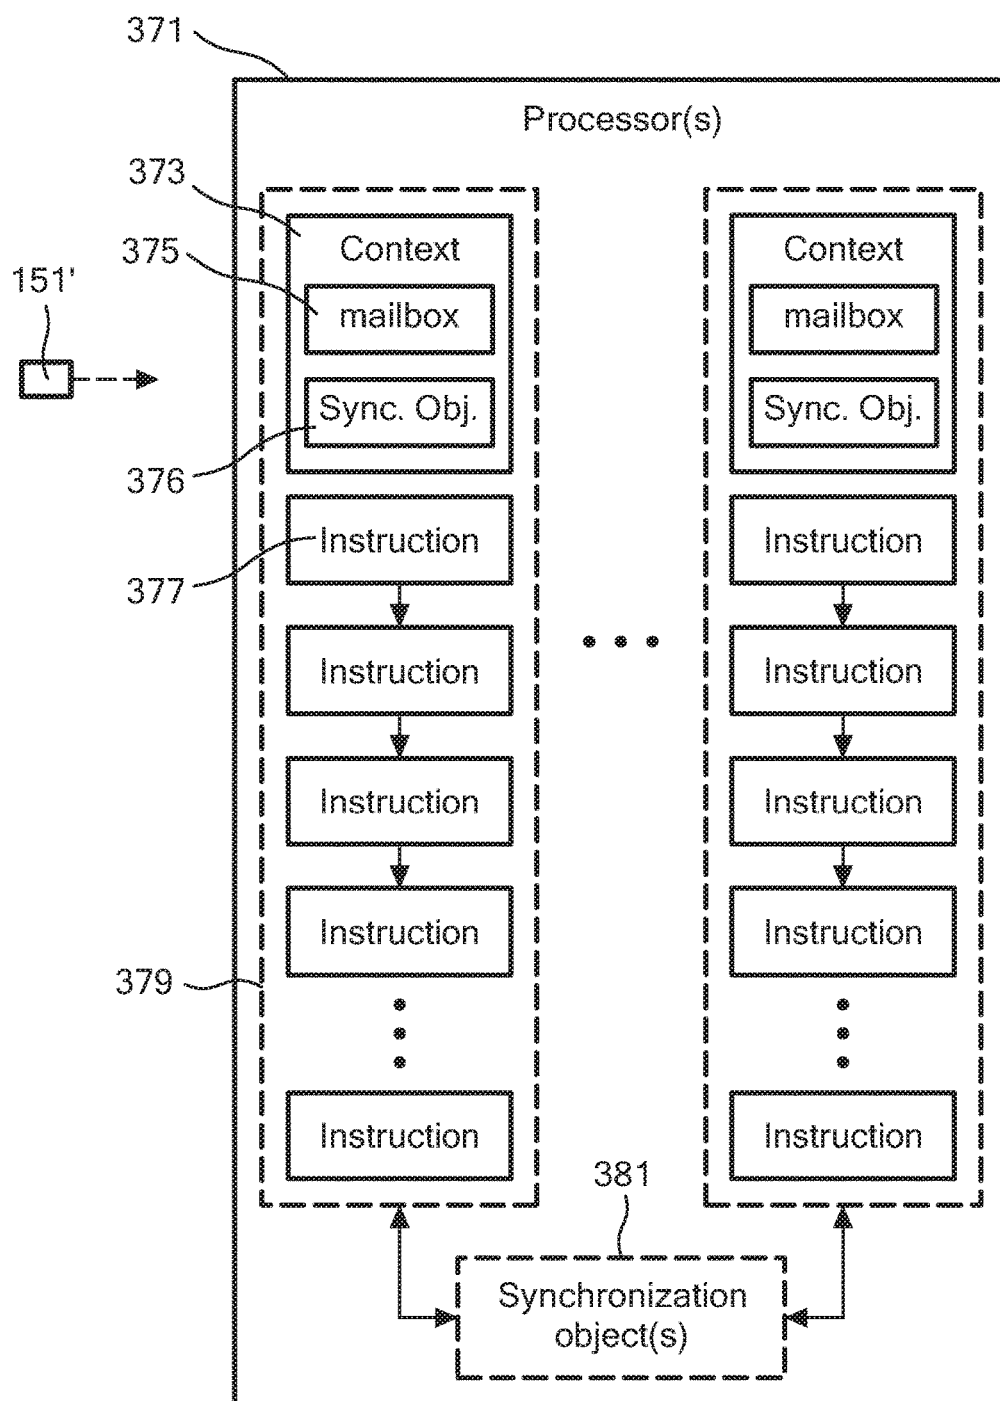 371
Processor(s)
373
Context
Context
375
151'
mailbox
mailbox
Sync. Obj.
Sync. Obj.
376
Instruction
Instruction
377
Instruction
Instruction
Instruction
Instruction
Instruction
Instruction
379
Instruction
Instruction
381
Synchronization
object(s)